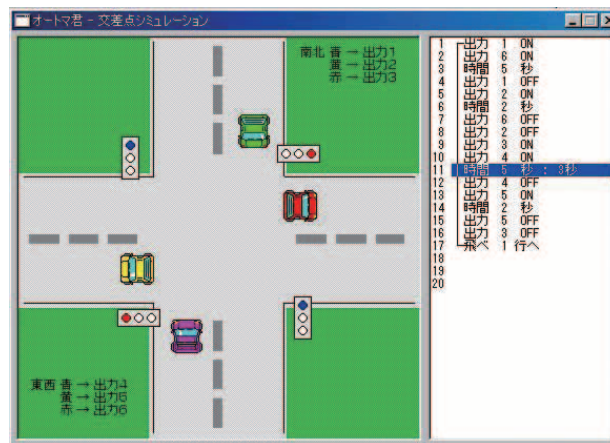 オートマ君 - 交差点シミュレーション
南北 青 → 出力1
黄 → 出力2
赤 → 出力3
東西 青 → 出力4
黄 → 出力5
赤 → 出力6
1 出力 1 ON
2 出力 6 ON
3 時間 5 秒
4 出力 1 OFF
5 出力 2 ON
6 時間 2 秒
7 出力 6 OFF
8 出力 2 OFF
9 出力 3 ON
10 出力 4 ON
11 時間 5 秒 : 3秒
12 出力 4 OFF
13 出力 5 ON
14 時間 2 秒
15 出力 5 OFF
16 出力 3 OFF
17 飛べ 1 行へ
18
19
20